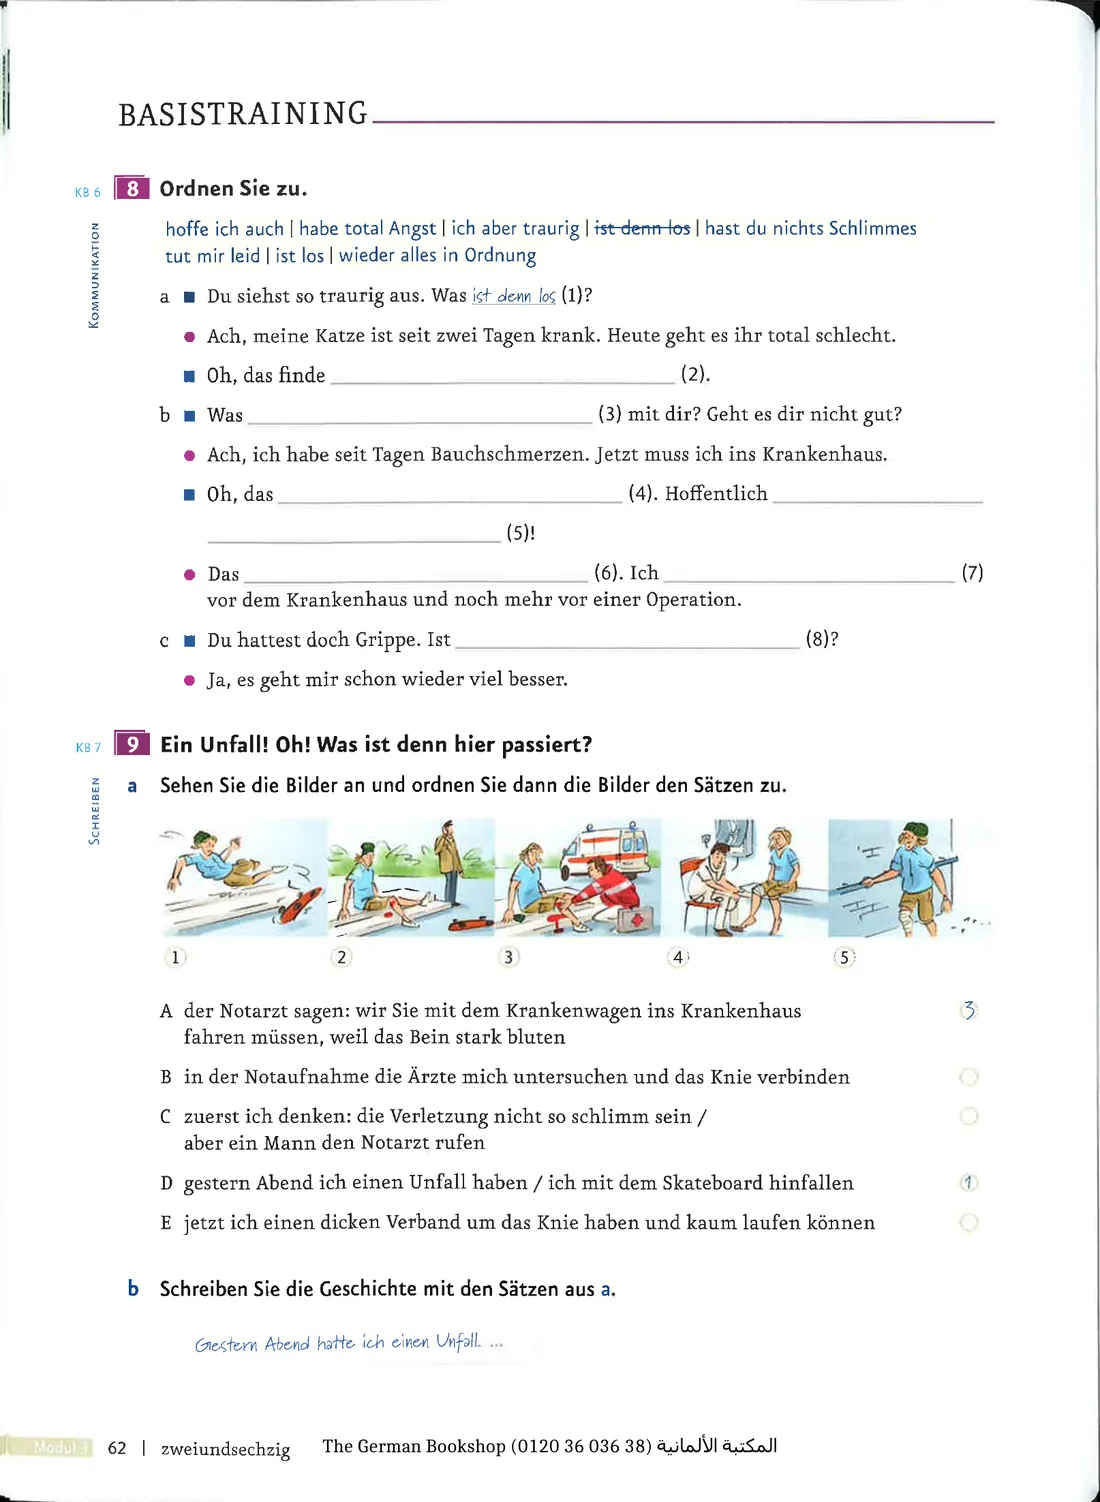 BASISTRAINING
KB 6 8 Ordnen Sie zu.
KOMMUNIKATION
hoffe ich auch | habe total Angst | ich aber traurig | ist denn los | hast du nichts Schlimmes
tut mir leid | ist los | wieder alles in Ordnung
a ■ Du siehst so traurig aus. Was ist denn los (1)?
● Ach, meine Katze ist seit zwei Tagen krank. Heute geht es ihr total schlecht.
■ Oh, das finde (2).
b ■ Was (3) mit dir? Geht es dir nicht gut?
● Ach, ich habe seit Tagen Bauchschmerzen. Jetzt muss ich ins Krankenhaus.
■ Oh, das (4). Hoffentlich
(5)!
● Das (6). Ich (7)
vor dem Krankenhaus und noch mehr vor einer Operation.
c ■ Du hattest doch Grippe. Ist (8)?
● Ja, es geht mir schon wieder viel besser.
KB 7 9 Ein Unfall! Oh! Was ist denn hier passiert?
SCHREIBEN
a Sehen Sie die Bilder an und ordnen Sie dann die Bilder den Sätzen zu.
1 2 3 4 5
A der Notarzt sagen: wir Sie mit dem Krankenwagen ins Krankenhaus 3
fahren müssen, weil das Bein stark bluten
B in der Notaufnahme die Ärzte mich untersuchen und das Knie verbinden
C zuerst ich denken: die Verletzung nicht so schlimm sein /
aber ein Mann den Notarzt rufen
D gestern Abend ich einen Unfall haben / ich mit dem Skateboard hinfallen 1
E jetzt ich einen dicken Verband um das Knie haben und kaum laufen können
b Schreiben Sie die Geschichte mit den Sätzen aus a.
Gestern Abend hatte ich einen Unfall. ...
Modul 3 62 | zweiundsechzig The German Bookshop (0120 36 036 38) المكتبة الألمانية